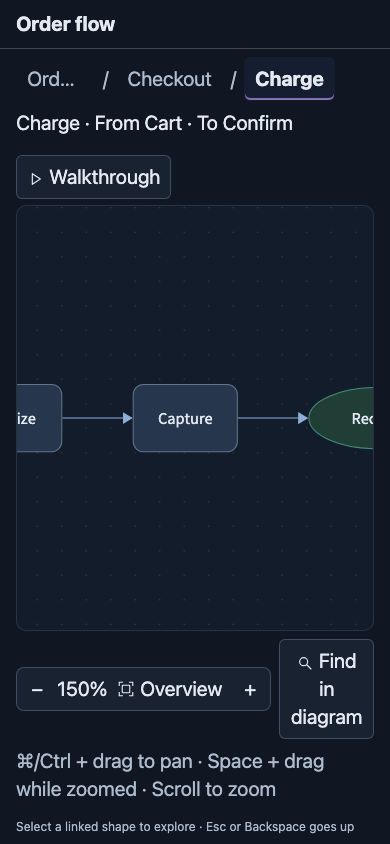 Order flow
Ord... / Checkout / Charge
Charge · From Cart · To Confirm
Walkthrough
ize
Capture
Rec
− 150% Overview +
Find
in
diagram
⌘/Ctrl + drag to pan · Space + drag
while zoomed · Scroll to zoom
Select a linked shape to explore · Esc or Backspace goes up